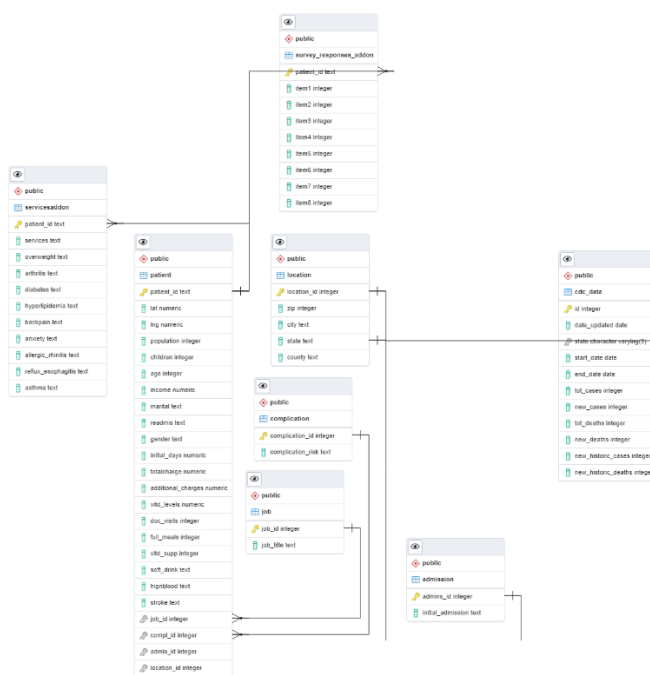 public
survey_responses_addon
patient_id text
item1 integer
item2 integer
item3 integer
item4 integer
item5 integer
item6 integer
item7 integer
item8 integer
public
servicesaddon
patient_id text
services text
overweight text
arthritis text
diabetes text
hyperlipidemia text
backpain text
anxiety text
allergic_rhinitis text
reflux_esophagitis text
asthma text
public
patient
patient_id text
lat numeric
lng numeric
population integer
children integer
age integer
income numeric
marital text
readmis text
gender text
initial_days numeric
totalcharge numeric
additional_charges numeric
vitd_levels numeric
doc_visits integer
full_meals integer
vitd_supp integer
soft_drink text
highblood text
stroke text
job_id integer
compl_id integer
admis_id integer
location_id integer
public
location
location_id integer
zip integer
city text
state text
county text
public
complication
complication_id integer
complication_risk text
public
job
job_id integer
job_title text
public
admission
admins_id integer
initial_admission text
public
cdc_data
id integer
date_updated date
state character varying(3)
start_date date
end_date date
tot_cases integer
new_cases integer
tot_deaths integer
new_deaths integer
new_historic_cases integer
new_historic_deaths intege